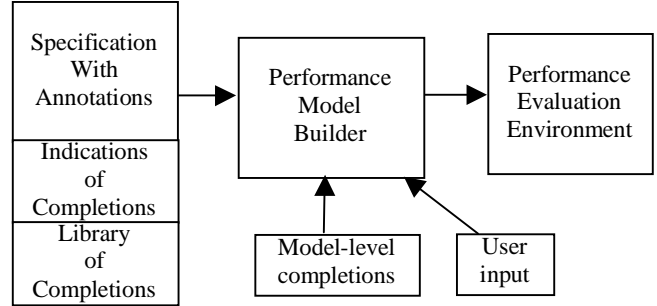 Specification
With
Annotations
Indications
of
Completions
Library
of
Completions
Performance
Model
Builder
Performance
Evaluation
Environment
Model-level
completions
User
input